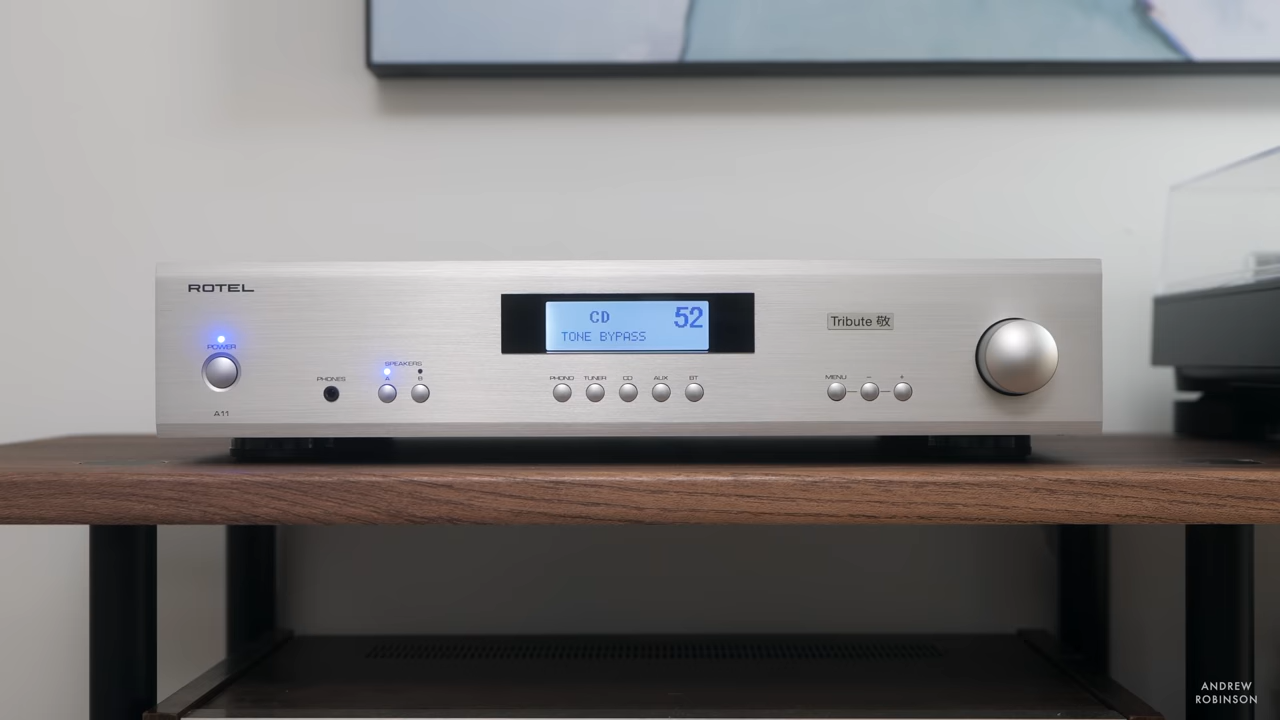 ROTEL
CD 52
TONE BYPASS
Tribute 敬
POWER
SPEAKERS
A B
PHONES
PHONO TUNER CD AUX BT
MENU − +
A11
ANDREW
ROBINSON